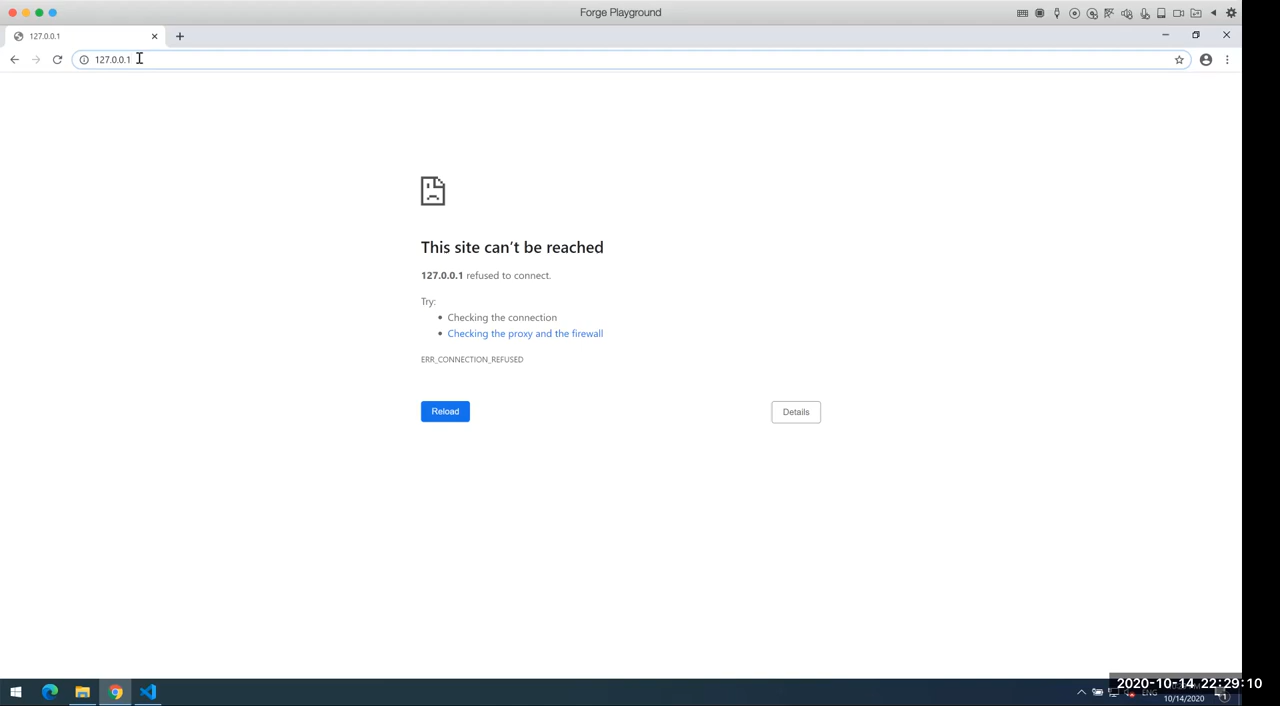 Forge Playground
127.0.0.1
127.0.0.1
This site can’t be reached
127.0.0.1 refused to connect.
Try:
• Checking the connection
• Checking the proxy and the firewall
ERR_CONNECTION_REFUSED
Reload
Details
2020-10-14 22:29:10
ENG
10/14/2020